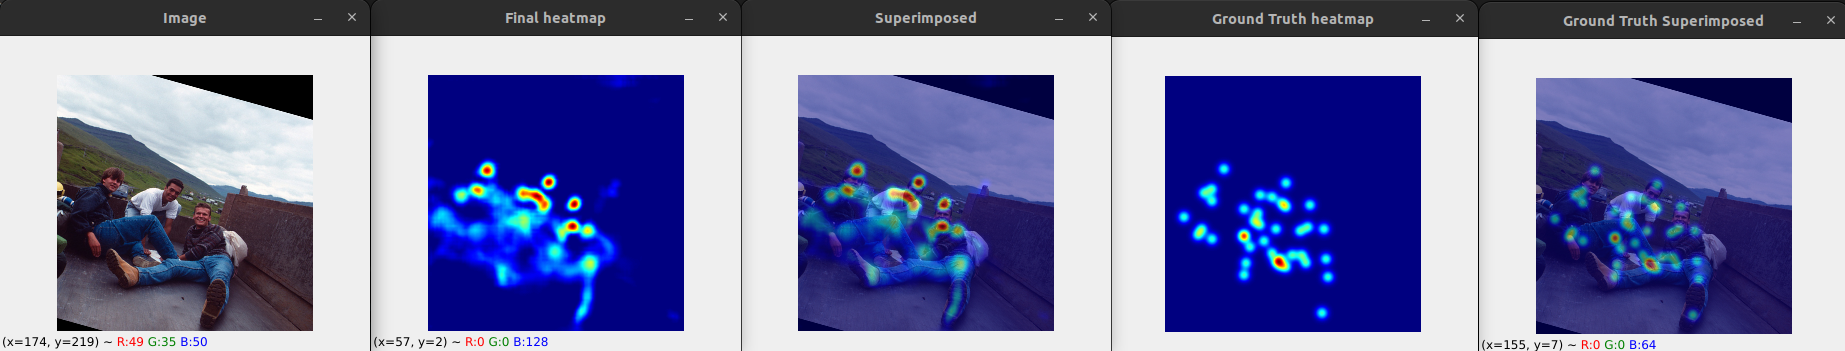 Image
Final heatmap
Superimposed
Ground Truth heatmap
Ground Truth Superimposed
(x=174, y=219) ~ R:49 G:35 B:50
(x=57, y=2) ~ R:0 G:0 B:128
(x=155, y=7) ~ R:0 G:0 B:64